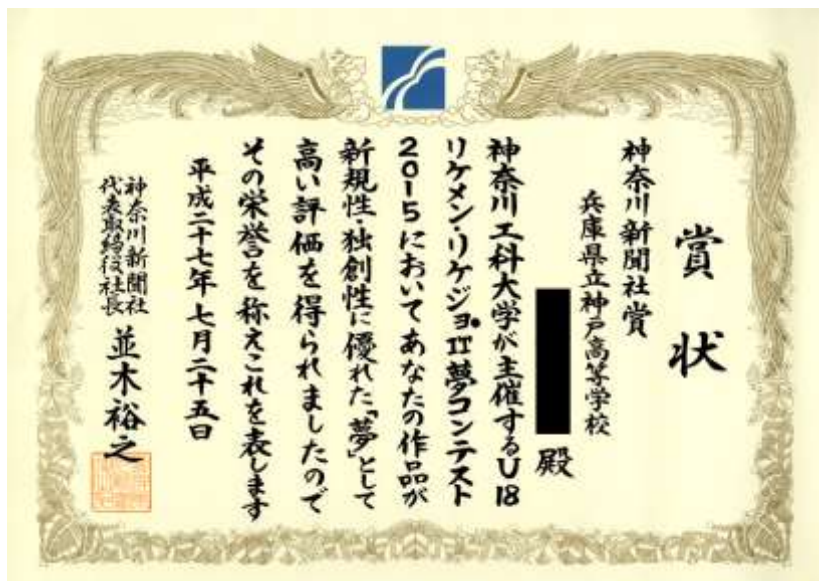 賞状
神奈川新聞社賞
兵庫県立神戸高等学校
殿
神奈川工科大学が主催するU18
リケメン・リケジョIT夢コンテスト
2015においてあなたの作品が
新規性・独創性に優れた「夢」として
高い評価を得られましたので
その栄誉を称えこれを表します
平成二十七年七月二十五日
神奈川新聞社
代表取締役社長
並木裕之